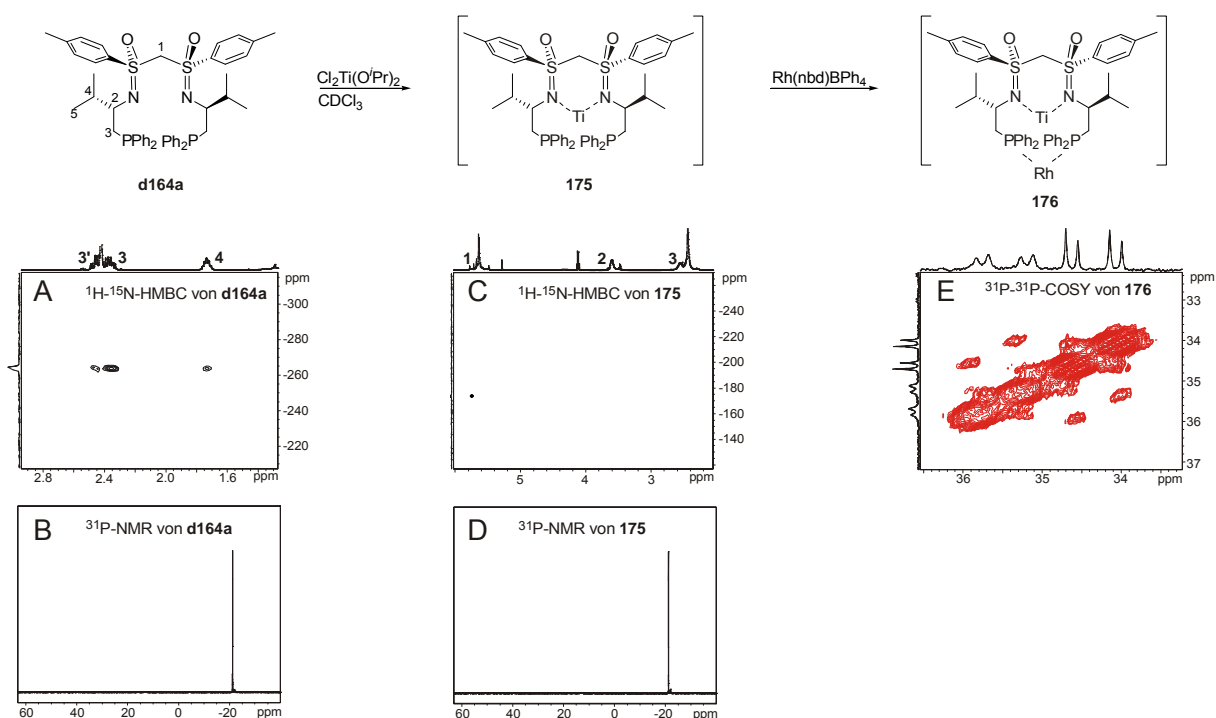 O O
1
S S
4
2
N N
5
3
PPh₂ Ph₂P
d164a
Cl₂Ti(OⁱPr)₂
CDCl₃
O O
S S
N N
Ti
PPh₂ Ph₂P
175
Rh(nbd)BPh₄
O O
S S
N N
Ti
PPh₂ Ph₂P
Rh
176
3' 3 4
A
¹H-¹⁵N-HMBC von d164a
ppm
-300
-280
-260
-240
-220
2.8 2.4 2.0 1.6 ppm
1 2 3
C
¹H-¹⁵N-HMBC von 175
ppm
-240
-220
-200
-180
-160
-140
5 4 3 ppm
E
³¹P-³¹P-COSY von 176
ppm
33
34
35
36
37
36 35 34 ppm
B
³¹P-NMR von d164a
60 40 20 0 -20 ppm
D
³¹P-NMR von 175
60 40 20 0 -20 ppm